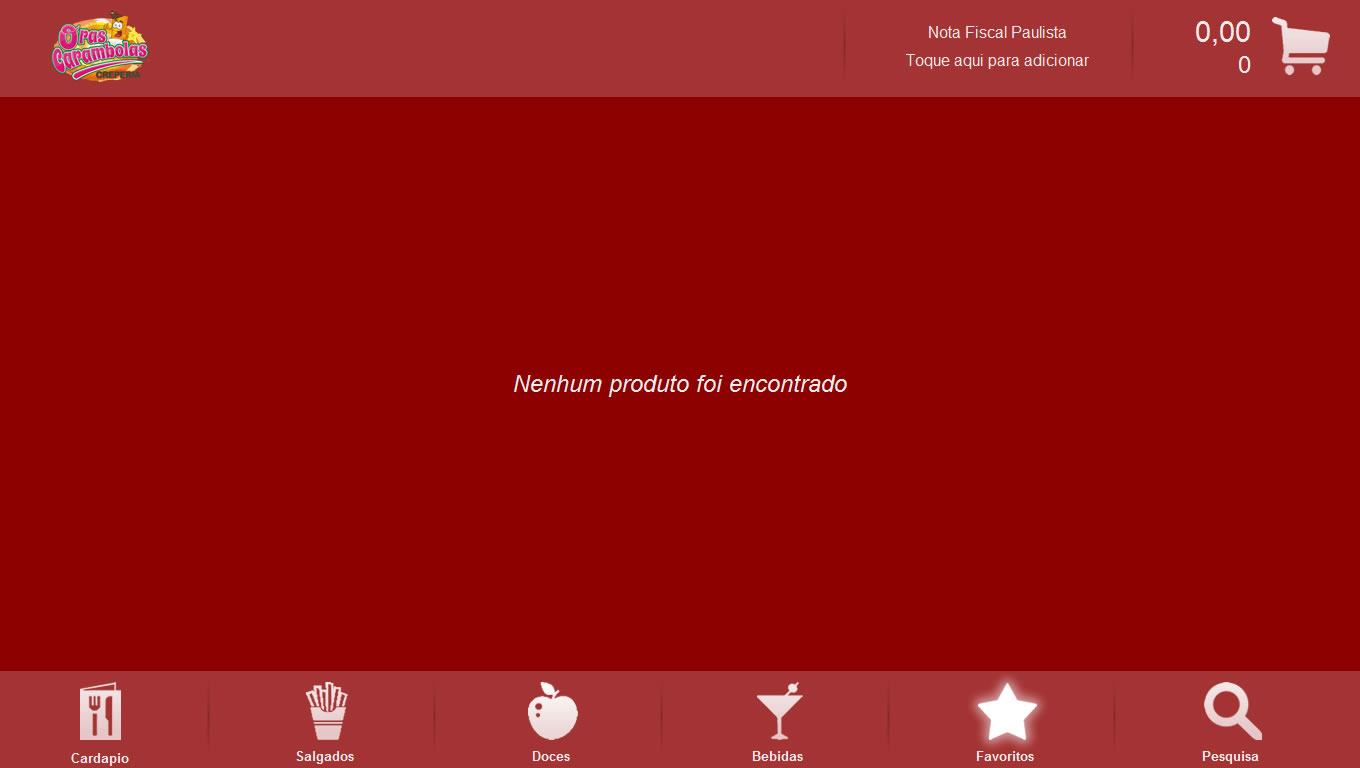 O'ras
Carambolas
CREPERIA
Nota Fiscal Paulista
Toque aqui para adicionar
0,00
0
Nenhum produto foi encontrado
Cardapio
Salgados
Doces
Bebidas
Favoritos
Pesquisa